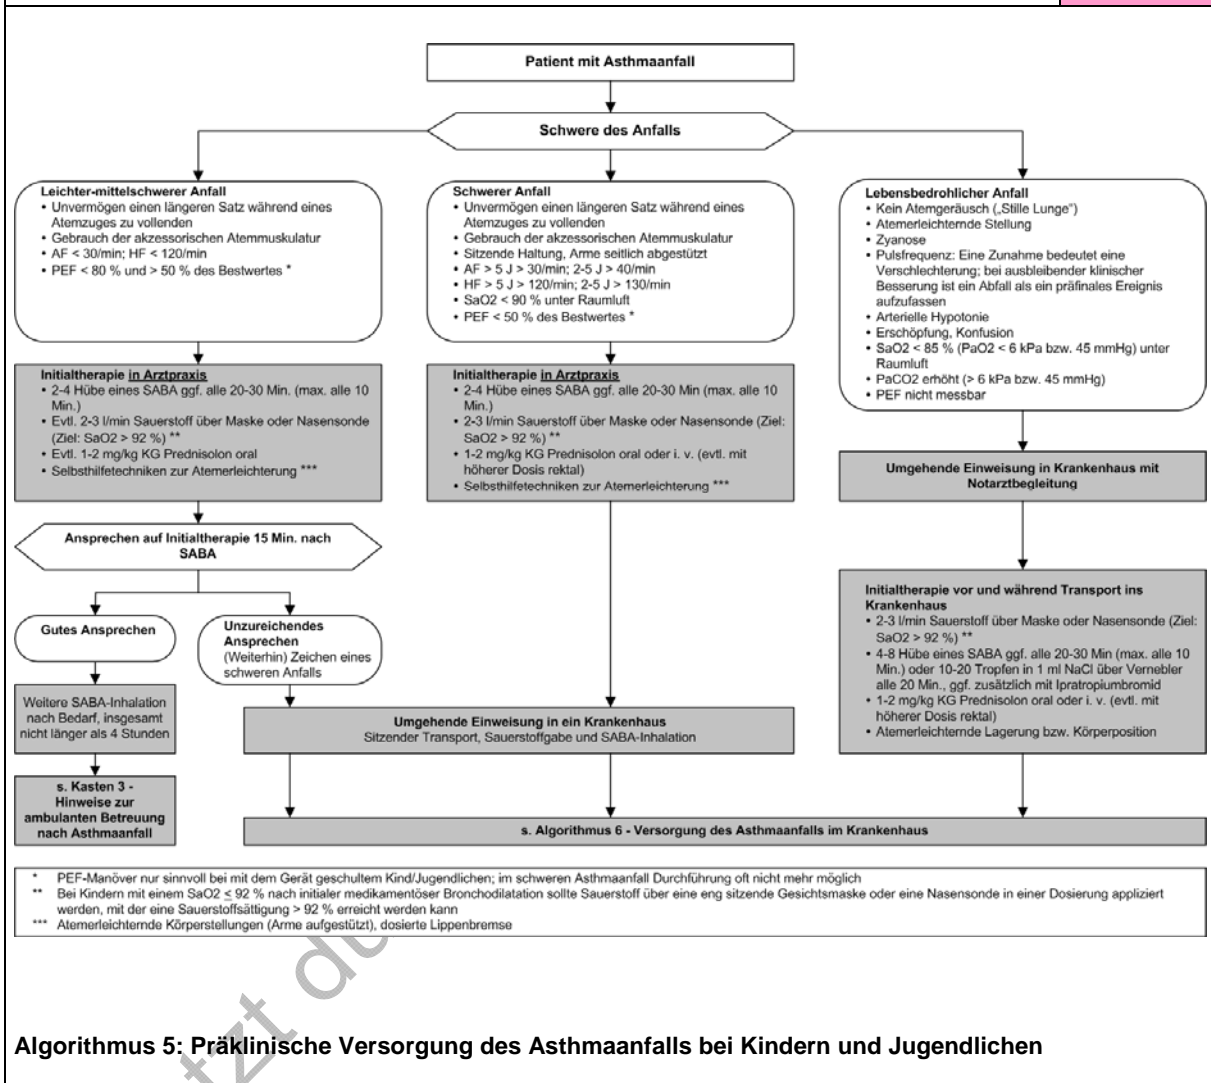 Patient mit Asthmaanfall
Schwere des Anfalls
Leichter-mittelschwerer Anfall
• Unvermögen einen längeren Satz während eines
Atemzuges zu vollenden
• Gebrauch der akzessorischen Atemmuskulatur
• AF < 30/min; HF < 120/min
• PEF < 80 % und > 50 % des Bestwertes *
Schwerer Anfall
• Unvermögen einen längeren Satz während eines
Atemzuges zu vollenden
• Gebrauch der akzessorischen Atemmuskulatur
• Sitzende Haltung, Arme seitlich abgestützt
• AF > 5 J > 30/min; 2-5 J > 40/min
• HF > 5 J > 120/min; 2-5 J > 130/min
• SaO2 < 90 % unter Raumluft
• PEF < 50 % des Bestwertes *
Lebensbedrohlicher Anfall
• Kein Atemgeräusch („Stille Lunge“)
• Atemerleichternde Stellung
• Zyanose
• Pulsfrequenz: Eine Zunahme bedeutet eine
Verschlechterung; bei ausbleibender klinischer
Besserung ist ein Abfall als ein präfinales Ereignis
aufzufassen
• Arterielle Hypotonie
• Erschöpfung, Konfusion
• SaO2 < 85 % (PaO2 < 6 kPa bzw. 45 mmHg) unter
Raumluft
• PaCO2 erhöht (> 6 kPa bzw. 45 mmHg)
• PEF nicht messbar
Initialtherapie in Arztpraxis
• 2-4 Hübe eines SABA ggf. alle 20-30 Min. (max. alle 10
Min.)
• Evtl. 2-3 l/min Sauerstoff über Maske oder Nasensonde
(Ziel: SaO2 > 92 %) **
• Evtl. 1-2 mg/kg KG Prednisolon oral
• Selbsthilfetechniken zur Atemerleichterung ***
Initialtherapie in Arztpraxis
• 2-4 Hübe eines SABA ggf. alle 20-30 Min. (max. alle 10
Min.)
• 2-3 l/min Sauerstoff über Maske oder Nasensonde (Ziel:
SaO2 > 92 %) **
• 1-2 mg/kg KG Prednisolon oral oder i. v. (evtl. mit
höherer Dosis rektal)
• Selbsthilfetechniken zur Atemerleichterung ***
Umgehende Einweisung in Krankenhaus mit
Notarztbegleitung
Ansprechen auf Initialtherapie 15 Min. nach
SABA
Gutes Ansprechen
Unzureichendes
Ansprechen
(Weiterhin) Zeichen eines
schweren Anfalls
Initialtherapie vor und während Transport ins
Krankenhaus
• 2-3 l/min Sauerstoff über Maske oder Nasensonde (Ziel:
SaO2 > 92 %) **
• 4-8 Hübe eines SABA ggf. alle 20-30 Min (max. alle 10
Min.) oder 10-20 Tropfen in 1 ml NaCl über Vernebler
alle 20 Min., ggf. zusätzlich mit Ipratropiumbromid
• 1-2 mg/kg KG Prednisolon oral oder i. v. (evtl. mit
höherer Dosis rektal)
• Atemerleichternde Lagerung bzw. Körperposition
Weitere SABA-Inhalation
nach Bedarf, insgesamt
nicht länger als 4 Stunden
Umgehende Einweisung in ein Krankenhaus
Sitzender Transport, Sauerstoffgabe und SABA-Inhalation
s. Kasten 3 -
Hinweise zur
ambulanten Betreuung
nach Asthmaanfall
s. Algorithmus 6 - Versorgung des Asthmaanfalls im Krankenhaus
* PEF-Manöver nur sinnvoll bei mit dem Gerät geschultem Kind/Jugendlichen; im schweren Asthmaanfall Durchführung oft nicht mehr möglich
** Bei Kindern mit einem SaO2 ≤ 92 % nach initialer medikamentöser Bronchodilatation sollte Sauerstoff über eine eng sitzende Gesichtsmaske oder eine Nasensonde in einer Dosierung appliziert
werden, mit der eine Sauerstoffsättigung > 92 % erreicht werden kann
*** Atemerleichternde Körperstellungen (Arme aufgestützt), dosierte Lippenbremse
Algorithmus 5: Präklinische Versorgung des Asthmaanfalls bei Kindern und Jugendlichen